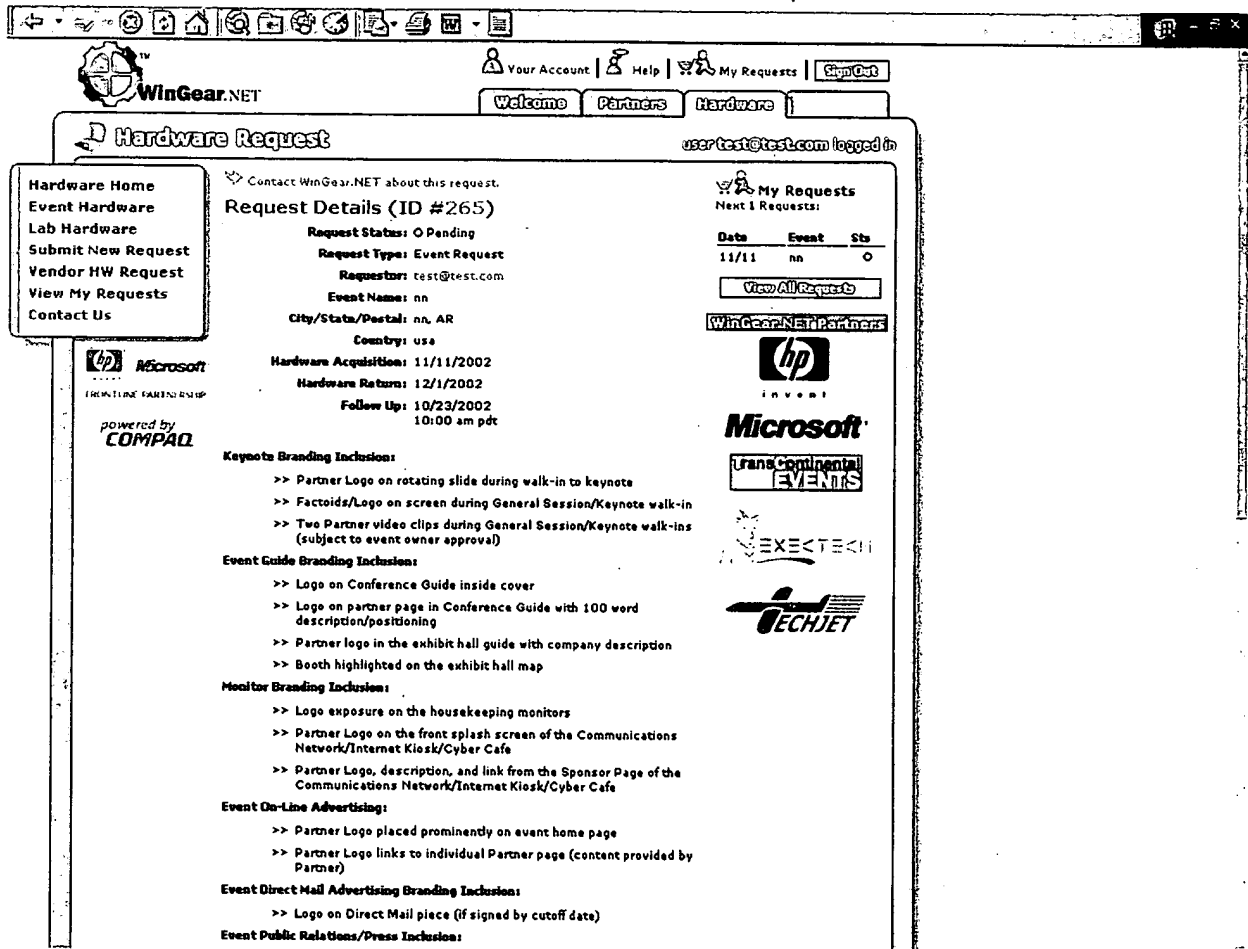 WinGear.NET
TM
Your Account | Help | My Requests | Sign Out
Welcome Partners Hardware
Hardware Request
user test@test.com logged in
Hardware Home
Event Hardware
Lab Hardware
Submit New Request
Vendor HW Request
View My Requests
Contact Us
hp Microsoft
FRONTLINE PARTNERSHIP
powered by
COMPAQ
Contact WinGear.NET about this request.
Request Details (ID #265)
Request Status: O Pending
Request Type: Event Request
Requestor: test@test.com
Event Name: nn
City/State/Postal: nn, AR
Country: usa
Hardware Acquisition: 11/11/2002
Hardware Return: 12/1/2002
Follow Up: 10/23/2002
10:00 am pdt
Keynote Branding Inclusion:
>> Partner Logo on rotating slide during walk-in to keynote
>> Factoids/Logo on screen during General Session/Keynote walk-in
>> Two Partner video clips during General Session/Keynote walk-ins
(subject to event owner approval)
Event Guide Branding Inclusion:
>> Logo on Conference Guide inside cover
>> Logo on partner page in Conference Guide with 100 word
description/positioning
>> Partner logo in the exhibit hall guide with company description
>> Booth highlighted on the exhibit hall map
Monitor Branding Inclusion:
>> Logo exposure on the housekeeping monitors
>> Partner Logo on the front splash screen of the Communications
Network/Internet Kiosk/Cyber Cafe
>> Partner Logo, description, and link from the Sponsor Page of the
Communications Network/Internet Kiosk/Cyber Cafe
Event On-Line Advertising:
>> Partner Logo placed prominently on event home page
>> Partner Logo links to individual Partner page (content provided by
Partner)
Event Direct Mail Advertising Branding Inclusion:
>> Logo on Direct Mail piece (if signed by cutoff date)
Event Public Relations/Press Inclusion:
My Requests
Next 1 Requests:
Date Event Sts
11/11 nn O
View All Requests
WinGear.NET Partners
hp
invent
Microsoft
TransContinental
EVENTS
EXECTECH
TECHJET